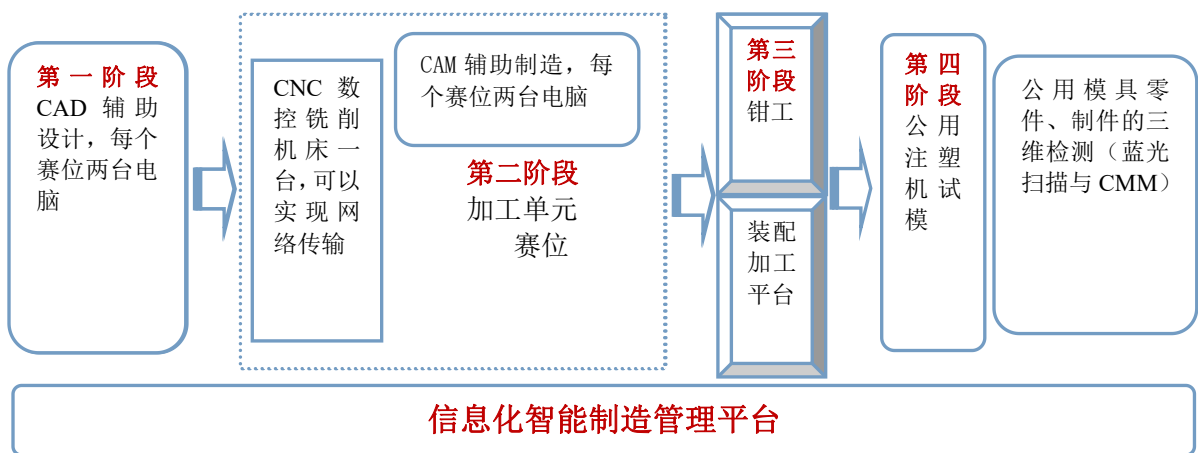 第一阶段
CAD 辅助
设计，每个
赛位两台电
脑
CNC 数
控铣削
机床一
台，可以
实现网
络传输
CAM 辅助制造，每
个赛位两台电脑
第二阶段
加工单元
赛位
第三
阶段
钳工
装配
加工
平台
第四
阶段
公用
注塑
机试
模
公用模具零
件、制件的三
维检测（蓝光
扫描与 CMM）
信息化智能制造管理平台